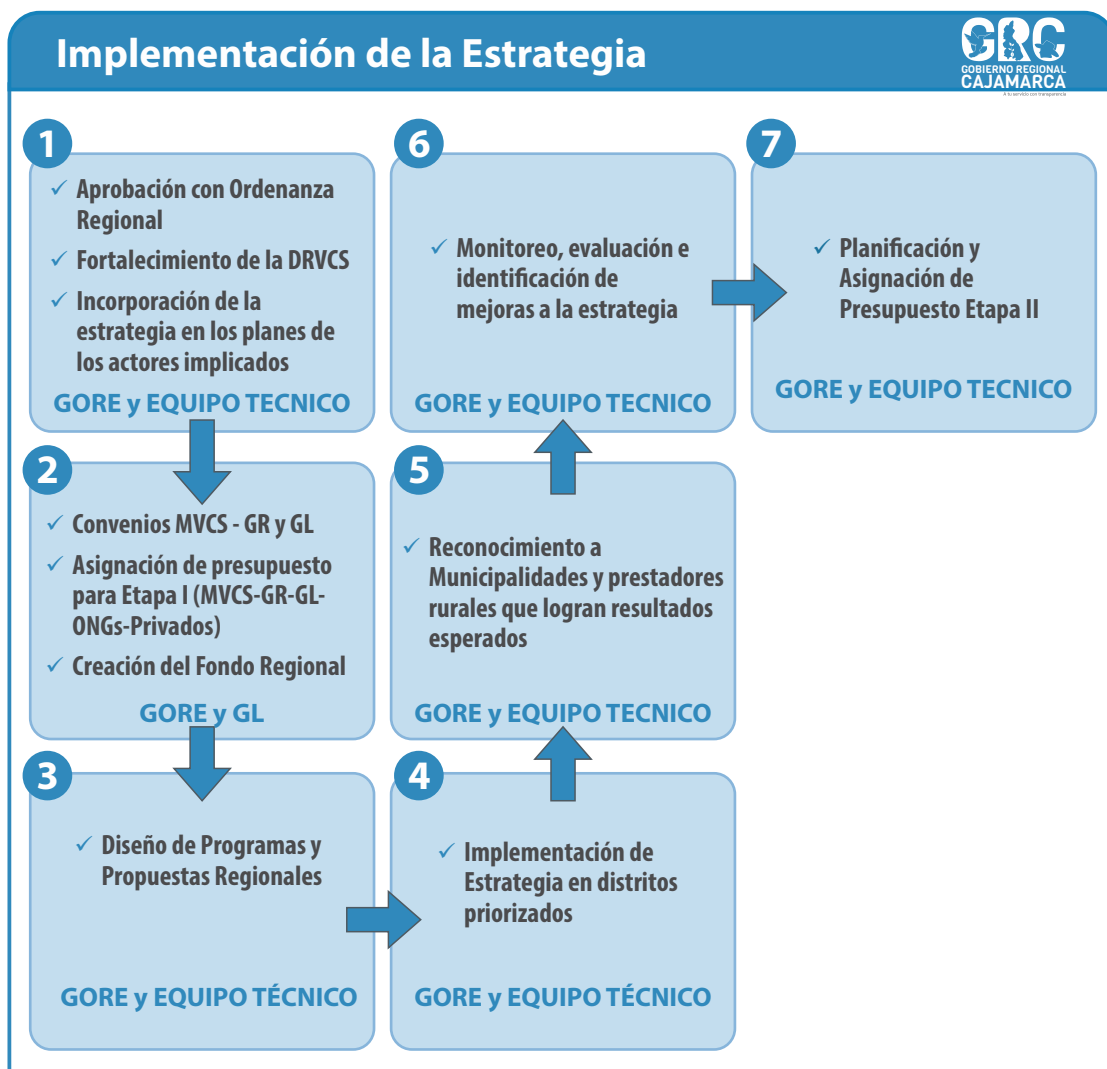 Implementación de la Estrategia
GRC
GOBIERNO REGIONAL
CAJAMARCA
A tu servicio con transparencia
1
✓ Aprobación con Ordenanza
Regional
✓ Fortalecimiento de la DRVCS
✓ Incorporación de la
estrategia en los planes de
los actores implicados
GORE y EQUIPO TECNICO
2
✓ Convenios MVCS - GR y GL
✓ Asignación de presupuesto
para Etapa I (MVCS-GR-GL-
ONGs-Privados)
✓ Creación del Fondo Regional
GORE y GL
3
✓ Diseño de Programas y
Propuestas Regionales
GORE y EQUIPO TÉCNICO
4
✓ Implementación de
Estrategia en distritos
priorizados
GORE y EQUIPO TÉCNICO
5
✓ Reconocimiento a
Municipalidades y prestadores
rurales que logran resultados
esperados
GORE y EQUIPO TECNICO
6
✓ Monitoreo, evaluación e
identificación de
mejoras a la estrategia
GORE y EQUIPO TECNICO
7
✓ Planificación y
Asignación de
Presupuesto Etapa II
GORE y EQUIPO TECNICO